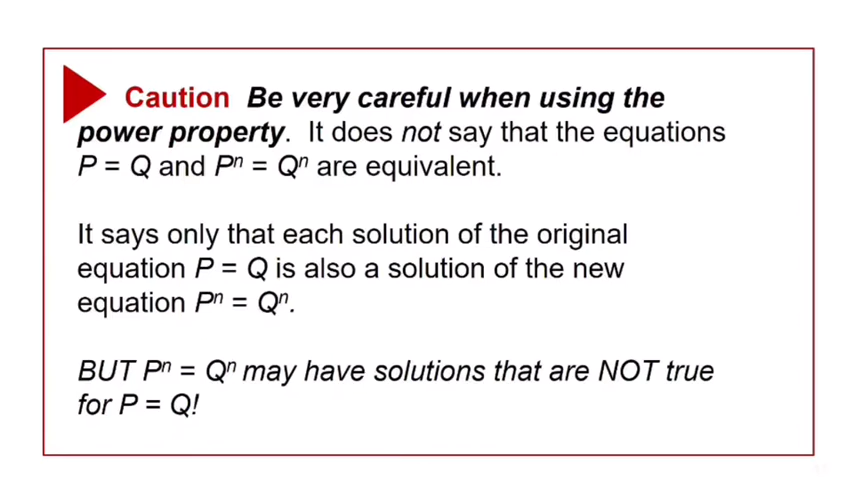 Caution Be very careful when using the
power property. It does not say that the equations
P = Q and Pⁿ = Qⁿ are equivalent.
It says only that each solution of the original
equation P = Q is also a solution of the new
equation Pⁿ = Qⁿ.
BUT Pⁿ = Qⁿ may have solutions that are NOT true
for P = Q!